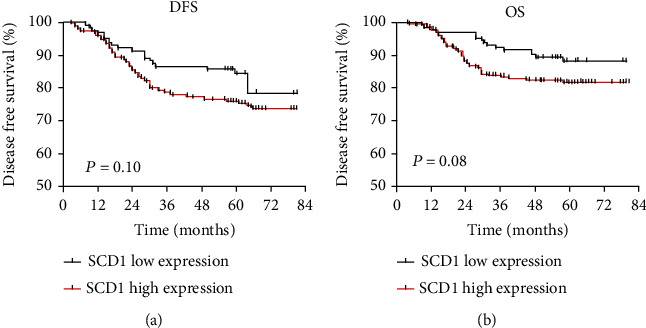 DFS
Disease free survival (%)
100
90
80
70
60
50
P = 0.10
0 12 24 36 48 60 72 84
Time (months)
SCD1 low expression
SCD1 high expression
(a)
OS
Disease free survival (%)
100
90
80
70
60
50
P = 0.08
0 12 24 36 48 60 72 84
Time (months)
SCD1 low expression
SCD1 high expression
(b)